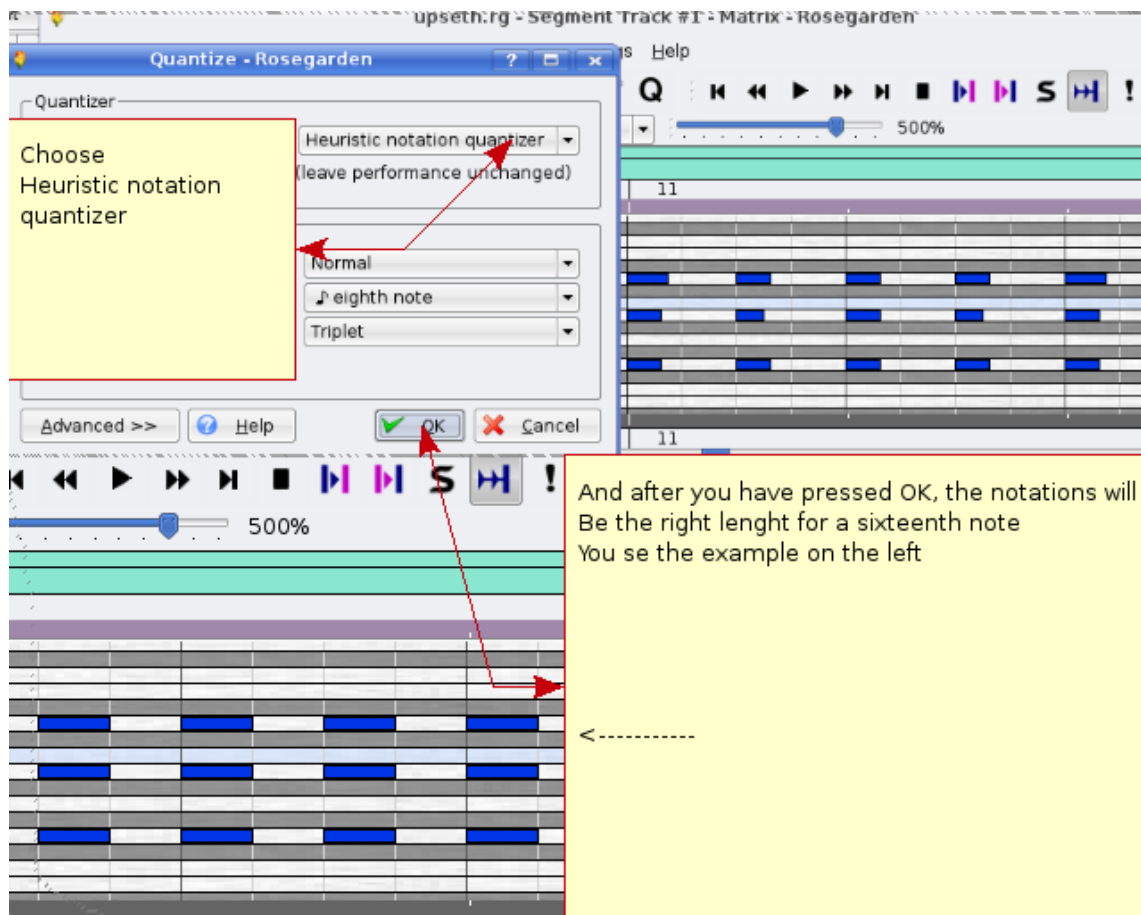 upseth.rg - Segment Track #1 - Matrix - Rosegarden
Quantize - Rosegarden
?
Help
Q
S
!
Quantizer
Heuristic notation quantizer
500%
(leave performance unchanged)
Choose
Heuristic notation
quantizer
11
Normal
eighth note
Triplet
Advanced >>
Help
OK
Cancel
11
S
!
500%
And after you have pressed OK, the notations will
Be the right lenght for a sixteenth note
You se the example on the left
<-----------